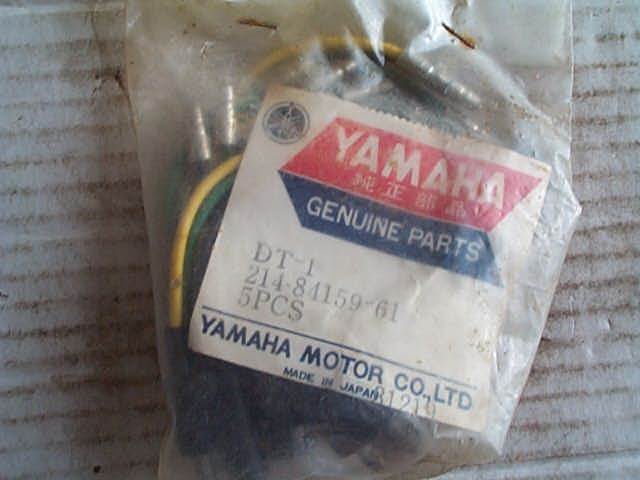 YAMAHA
純正部品
GENUINE PARTS
DT-1
214-84159-61
5PCS
YAMAHA MOTOR CO., LTD
MADE IN JAPAN